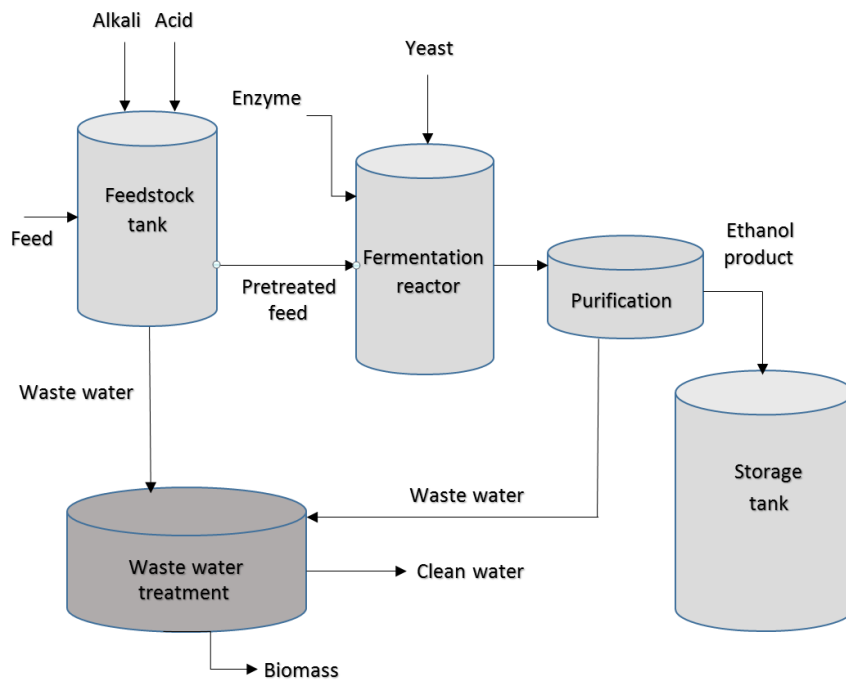 Alkali Acid
Yeast
Enzyme
Feedstock
tank
Feed
Pretreated
feed
Fermentation
reactor
Purification
Ethanol
product
Waste water
Storage
tank
Waste water
Waste water
treatment
Clean water
Biomass